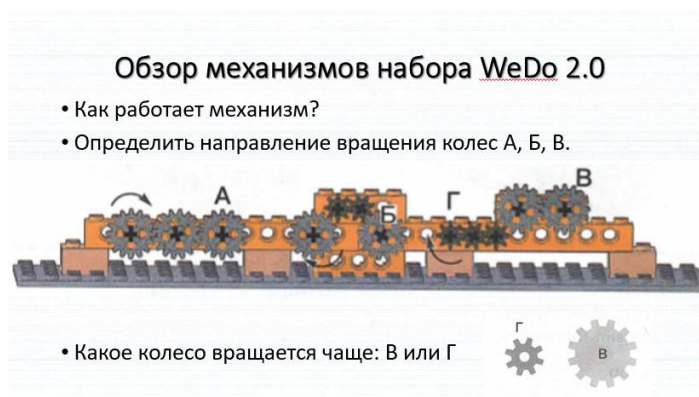 Обзор механизмов набора WeDo 2.0
• Как работает механизм?
• Определить направление вращения колес А, Б, В.
А
Б
Г
В
• Какое колесо вращается чаще: В или Г
Г
В